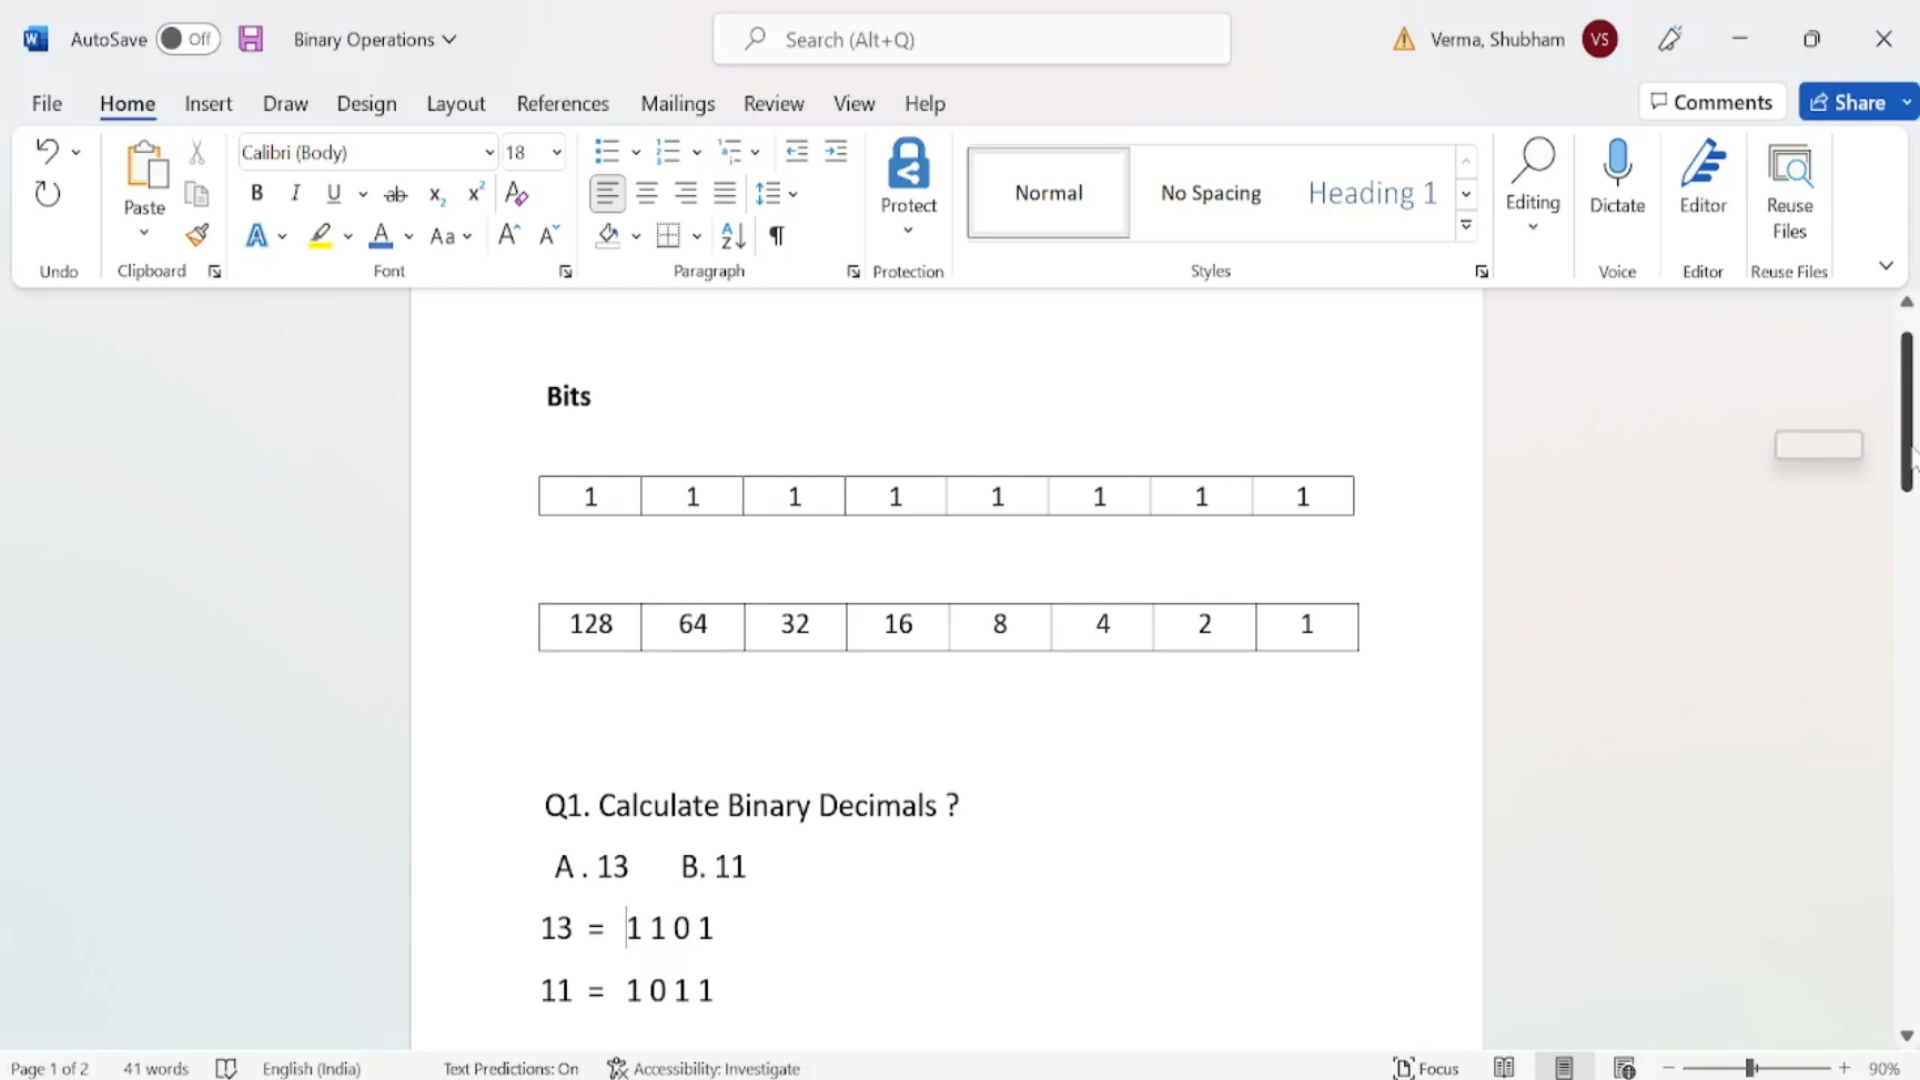 AutoSave Off Binary Operations Search (Alt+Q) Verma, Shubham VS
File Home Insert Draw Design Layout References Mailings Review View Help Comments Share
Calibri (Body) 18
Paste Protect Normal No Spacing Heading 1 Editing Dictate Editor Reuse Files
Undo Clipboard Font Paragraph Protection Styles Voice Editor Reuse Files
Bits
1 1 1 1 1 1 1 1
128 64 32 16 8 4 2 1
Q1. Calculate Binary Decimals ?
A . 13 B. 11
13 = 1 1 0 1
11 = 1 0 1 1
Page 1 of 2 41 words English (India) Text Predictions: On Accessibility: Investigate Focus 90%